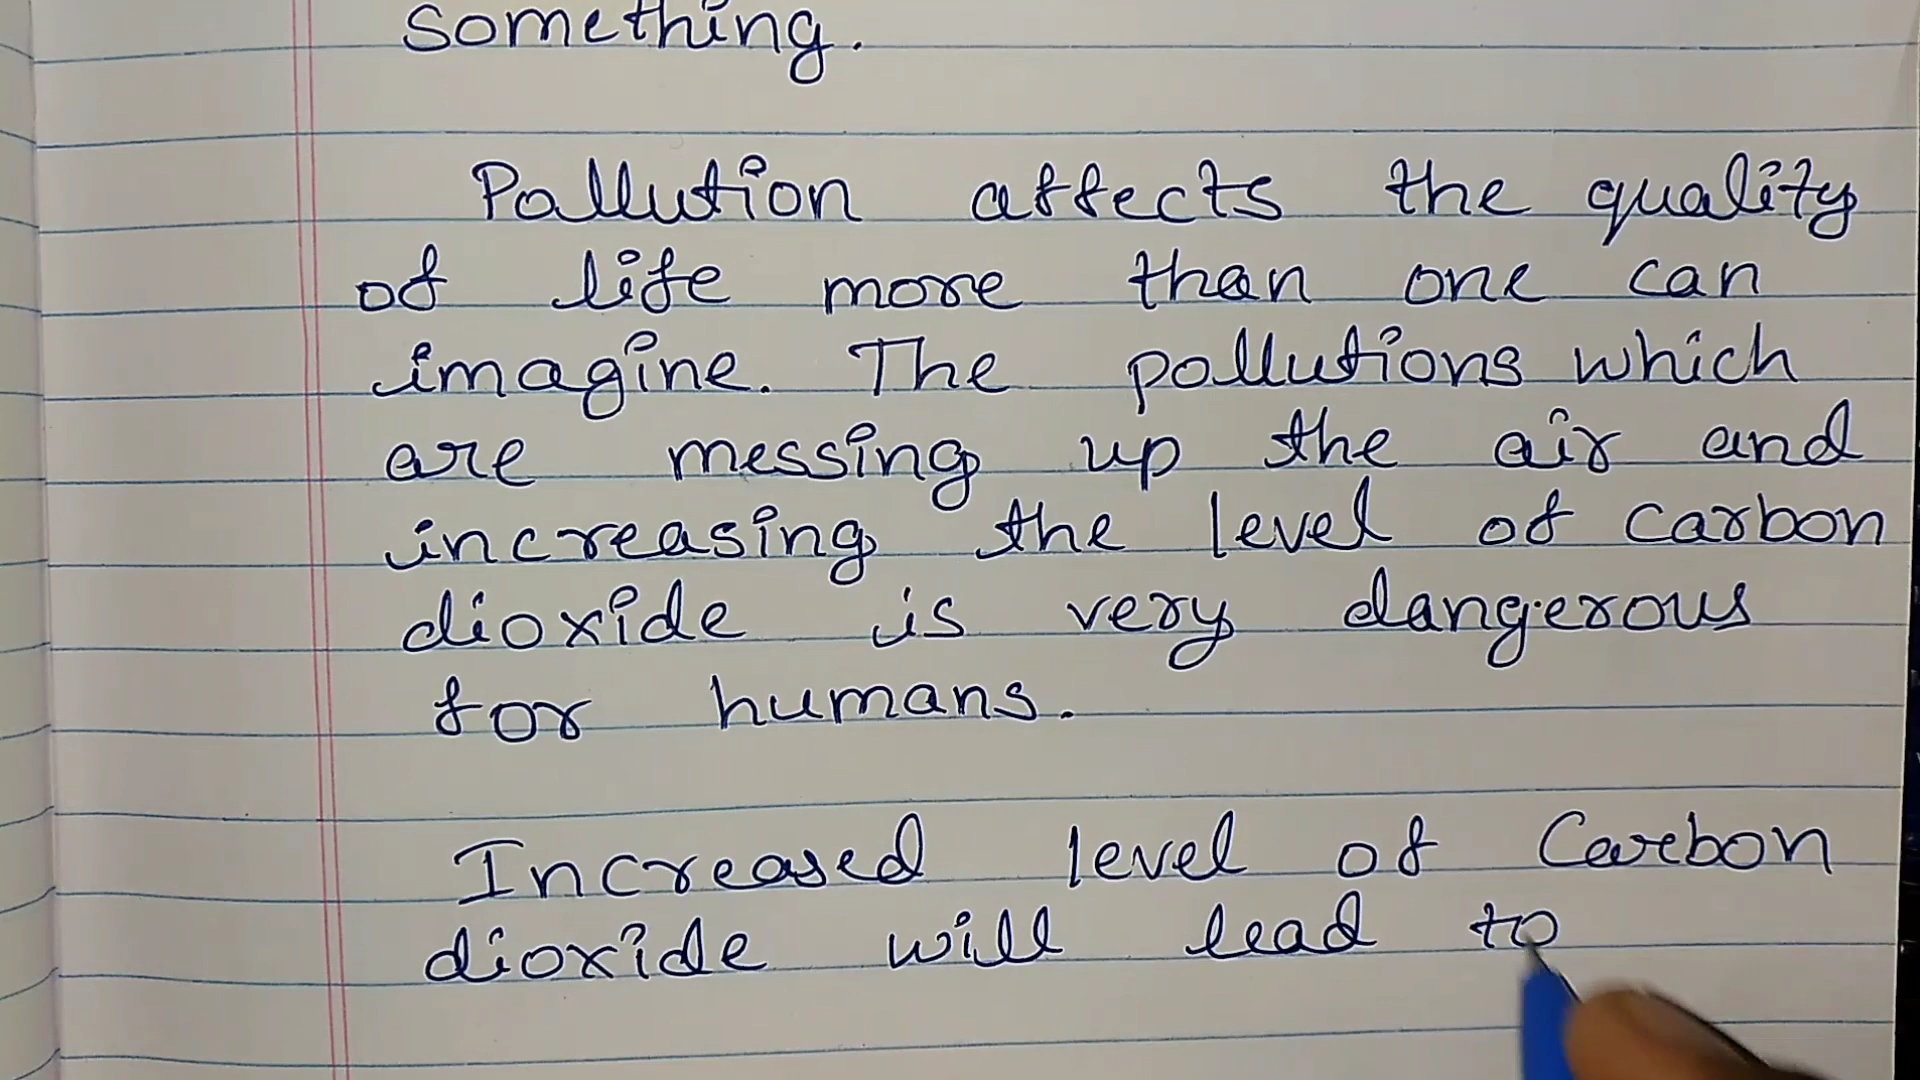 something.
Pollution affects the quality
of life more than one can
imagine. The pollutions which
are messing up the air and
increasing the level of carbon
dioxide is very dangerous
for humans.
Increased level of Carbon
dioxide will lead to